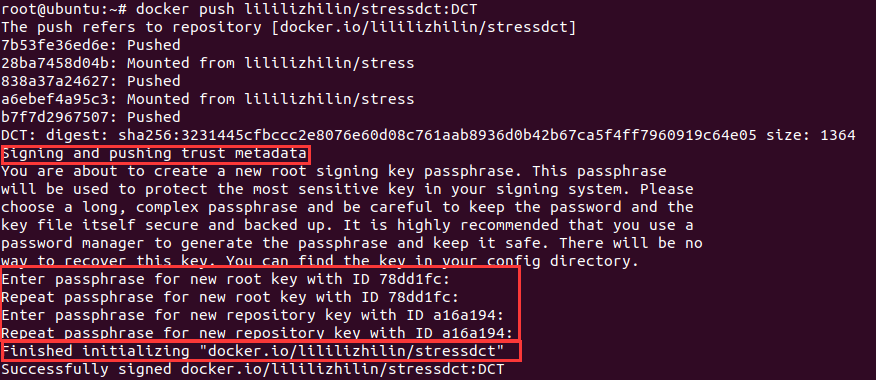 root@ubuntu:~# docker push lililizhilin/stressdct:DCT
The push refers to repository [docker.io/lililizhilin/stressdct]
7b53fe36ed6e: Pushed
28ba7458d04b: Mounted from lililizhilin/stress
838a37a24627: Pushed
a6ebef4a95c3: Mounted from lililizhilin/stress
b7f7d2967507: Pushed
DCT: digest: sha256:3231445cfbccc2e8076e60d08c761aab8936d0b42b67ca5f4ff7960919c64e05 size: 1364
Signing and pushing trust metadata
You are about to create a new root signing key passphrase. This passphrase
will be used to protect the most sensitive key in your signing system. Please
choose a long, complex passphrase and be careful to keep the password and the
key file itself secure and backed up. It is highly recommended that you use a
password manager to generate the passphrase and keep it safe. There will be no
way to recover this key. You can find the key in your config directory.
Enter passphrase for new root key with ID 78dd1fc:
Repeat passphrase for new root key with ID 78dd1fc:
Enter passphrase for new repository key with ID a16a194:
Repeat passphrase for new repository key with ID a16a194:
Finished initializing "docker.io/lililizhilin/stressdct"
Successfully signed docker.io/lililizhilin/stressdct:DCT